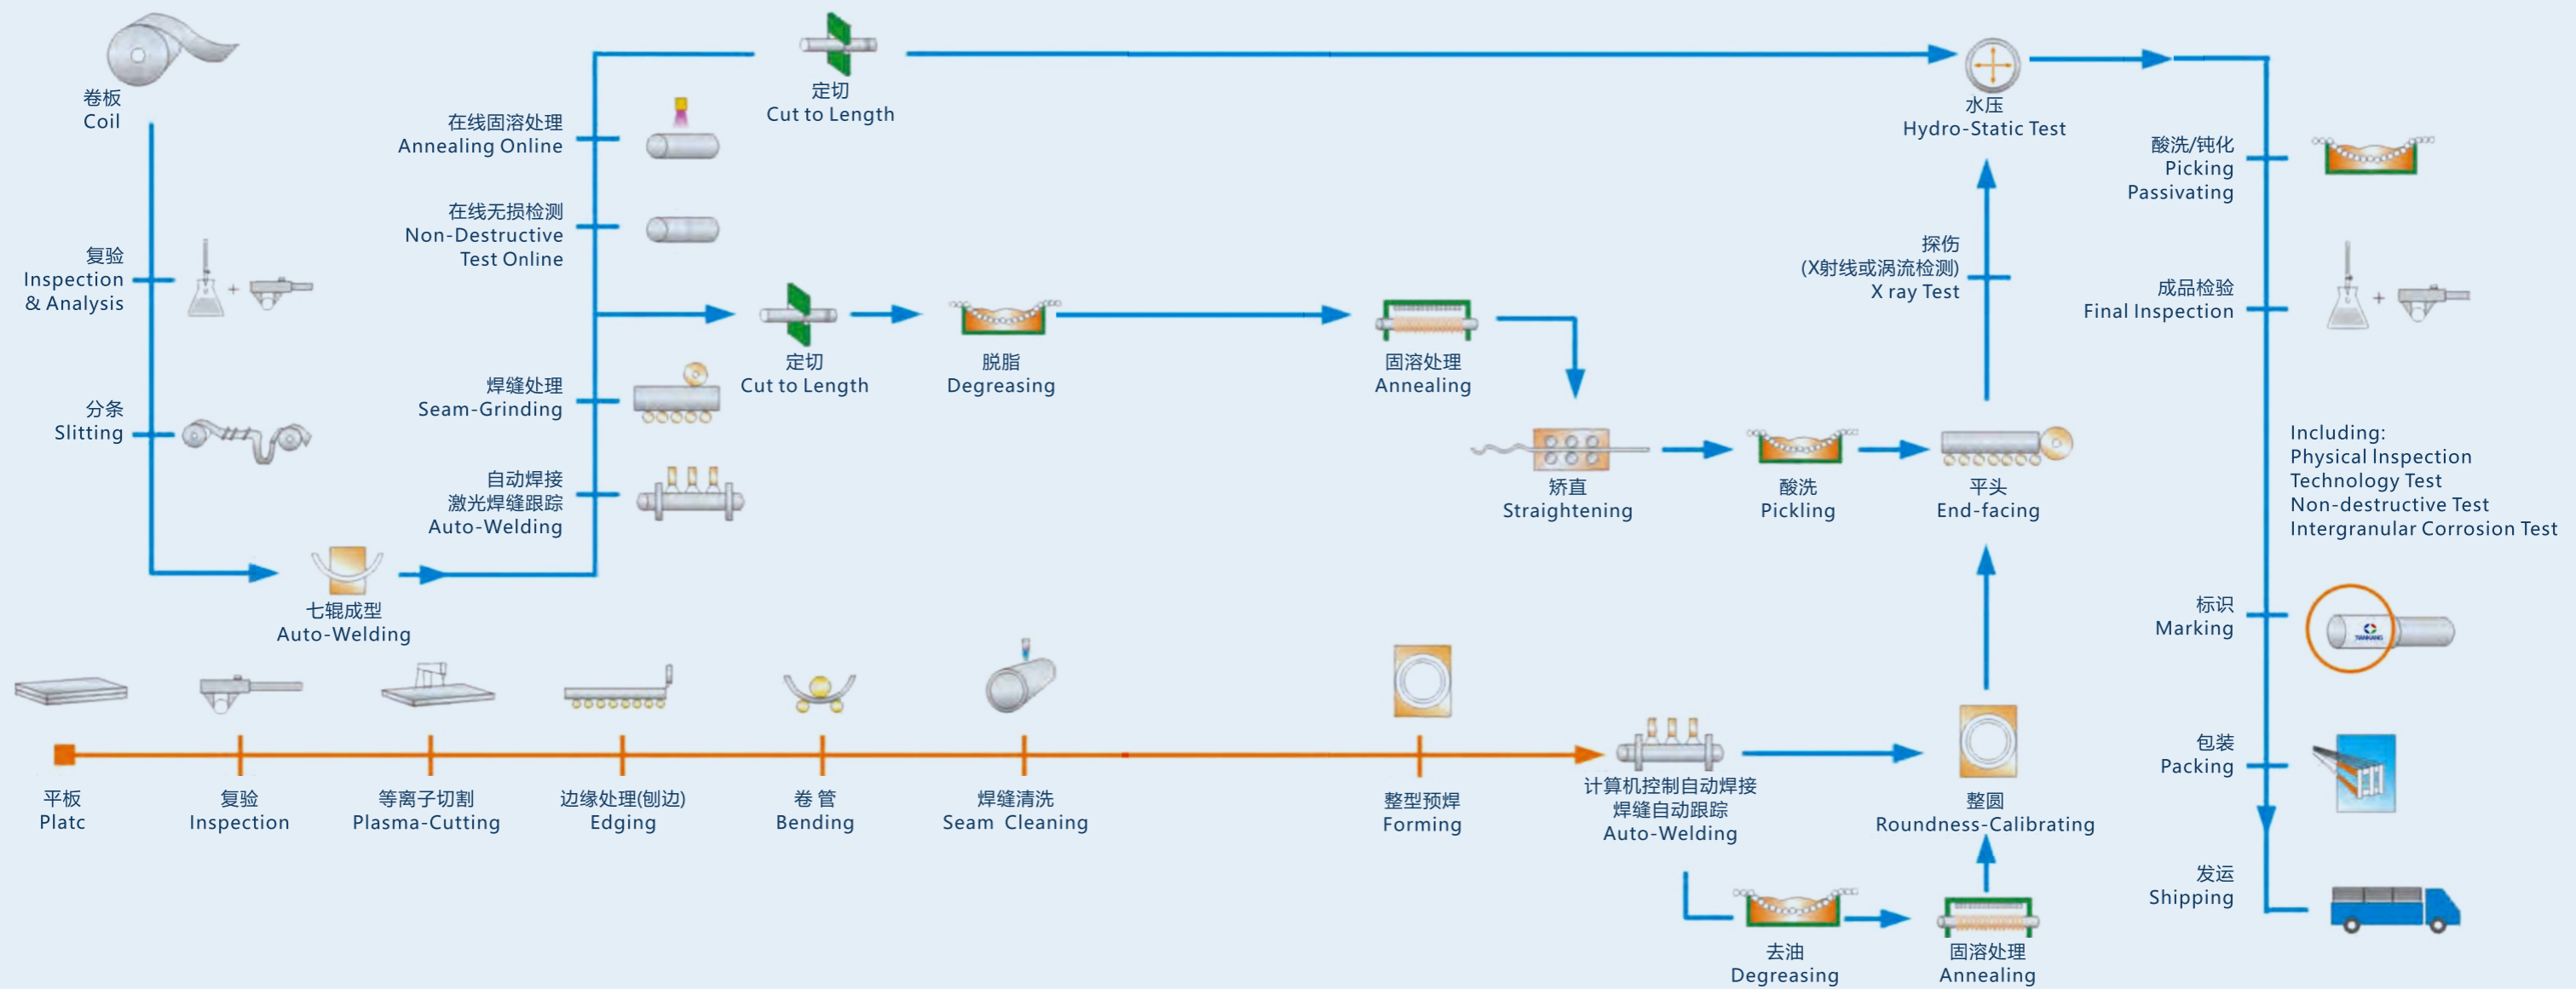 卷板
Coil
复验
Inspection
& Analysis
分条
Slitting
七辊成型
Auto-Welding
在线固溶处理
Annealing Online
在线无损检测
Non-Destructive
Test Online
焊缝处理
Seam-Grinding
自动焊接
激光焊缝跟踪
Auto-Welding
定切
Cut to Length
定切
Cut to Length
脱脂
Degreasing
固溶处理
Annealing
矫直
Straightening
酸洗
Pickling
平头
End-facing
探伤
(X射线或涡流检测)
X ray Test
水压
Hydro-Static Test
酸洗/钝化
Picking
Passivating
成品检验
Final Inspection
Including:
Physical Inspection
Technology Test
Non-destructive Test
Intergranular Corrosion Test
标识
Marking
TIANKANG
包装
Packing
发运
Shipping
平板
Platc
复验
Inspection
等离子切割
Plasma-Cutting
边缘处理(刨边)
Edging
卷 管
Bending
焊缝清洗
Seam Cleaning
整型预焊
Forming
计算机控制自动焊接
焊缝自动跟踪
Auto-Welding
整圆
Roundness-Calibrating
去油
Degreasing
固溶处理
Annealing